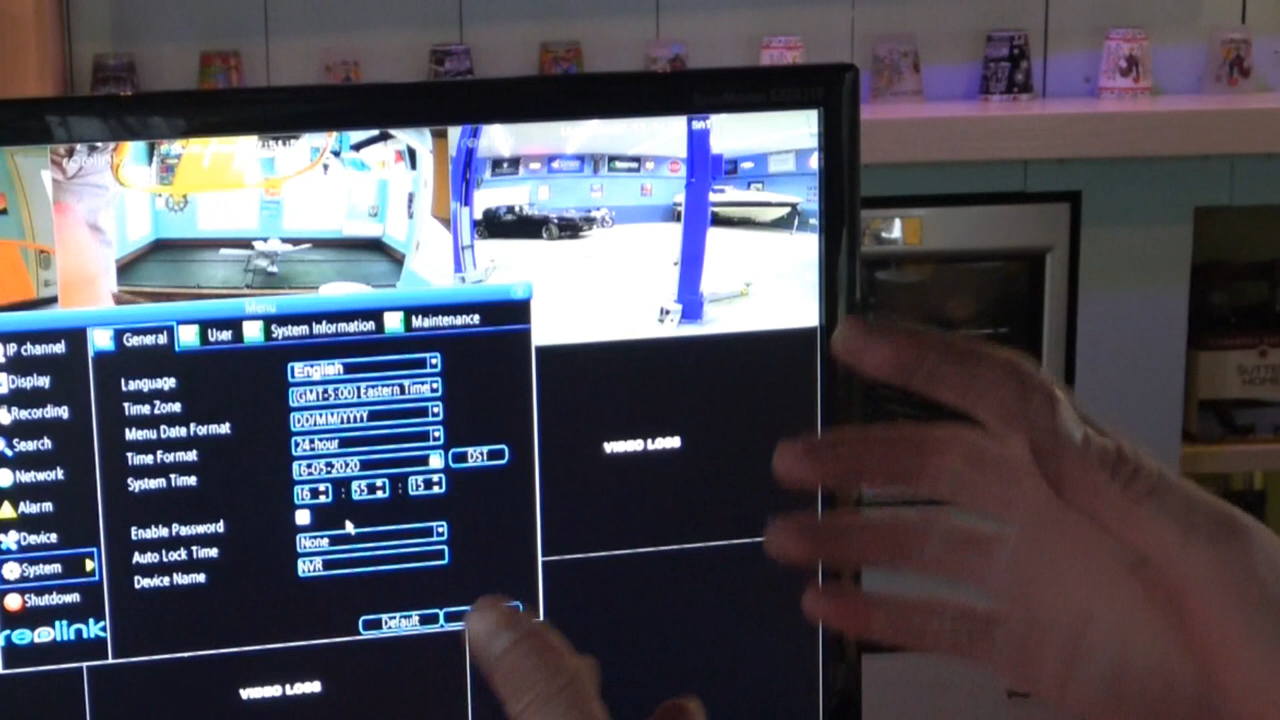 reolink
SAT
Menu
General
User
System Information
Maintenance
IP channel
Display
Recording
Search
Network
Alarm
Device
System
Shutdown
reolink
Language
English
Time Zone
(GMT-5:00) Eastern Time
Menu Date Format
DD/MM/YYYY
Time Format
24-hour
System Time
16-05-2020
DST
16 : 55 : 15
Enable Password
Auto Lock Time
None
Device Name
NVR
Default
VIDEO LOSS
VIDEO LOSS